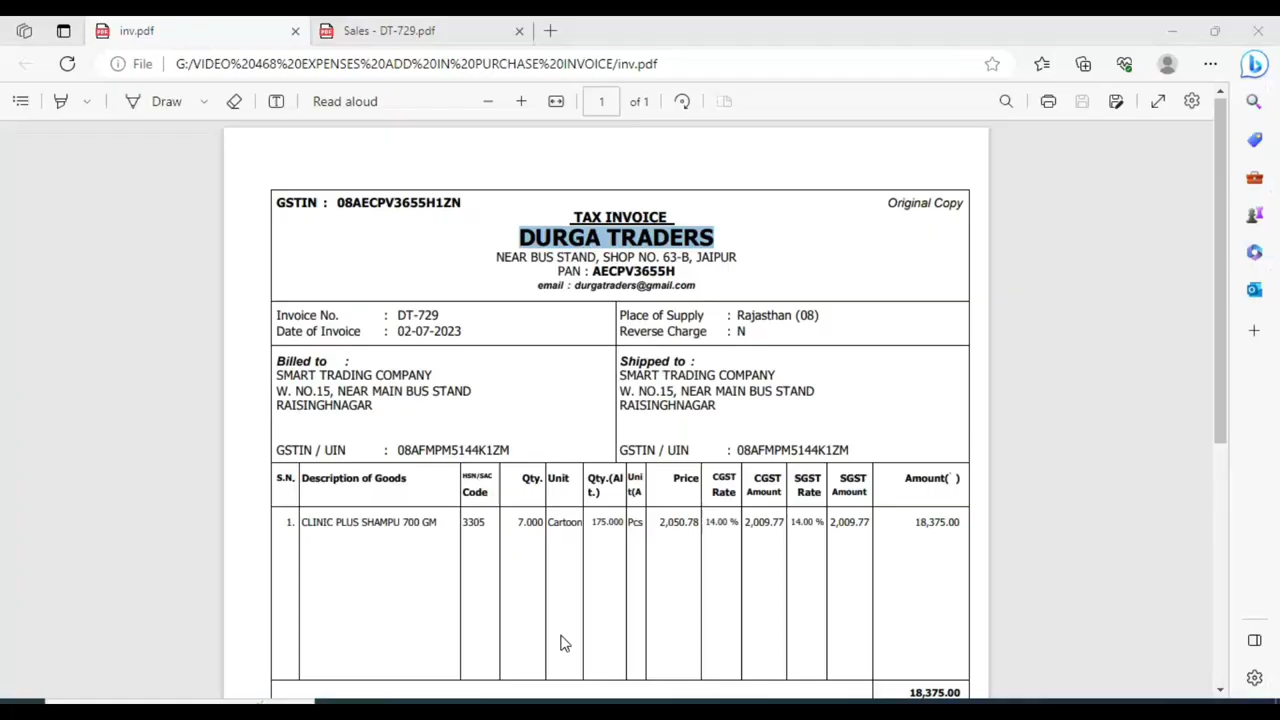 inv.pdf
Sales - DT-729.pdf
File
G:/VIDEO%20468%20EXPENSES%20ADD%20IN%20PURCHASE%20INVOICE/inv.pdf
Draw
Read aloud
1
of 1
GSTIN : 08AECPV3655H1ZN
Original Copy
TAX INVOICE
DURGA TRADERS
NEAR BUS STAND, SHOP NO. 63-B, JAIPUR
PAN : AECPV3655H
email : durgatraders@gmail.com
Invoice No. : DT-729
Date of Invoice : 02-07-2023
Place of Supply : Rajasthan (08)
Reverse Charge : N
Billed to :
SMART TRADING COMPANY
W. NO.15, NEAR MAIN BUS STAND
RAISINGHNAGAR
GSTIN / UIN : 08AFMPM5144K1ZM
Shipped to :
SMART TRADING COMPANY
W. NO.15, NEAR MAIN BUS STAND
RAISINGHNAGAR
GSTIN / UIN : 08AFMPM5144K1ZM
S.N. Description of Goods HSN/SAC Qty. Unit Qty.(Al Uni Price CGST CGST SGST SGST Amount(` )
Code t.) t(A Rate Amount Rate Amount
1. CLINIC PLUS SHAMPU 700 GM 3305 7.000 Cartoon 175.000 Pcs 2,050.78 14.00 % 2,009.77 14.00 % 2,009.77 18,375.00
18,375.00